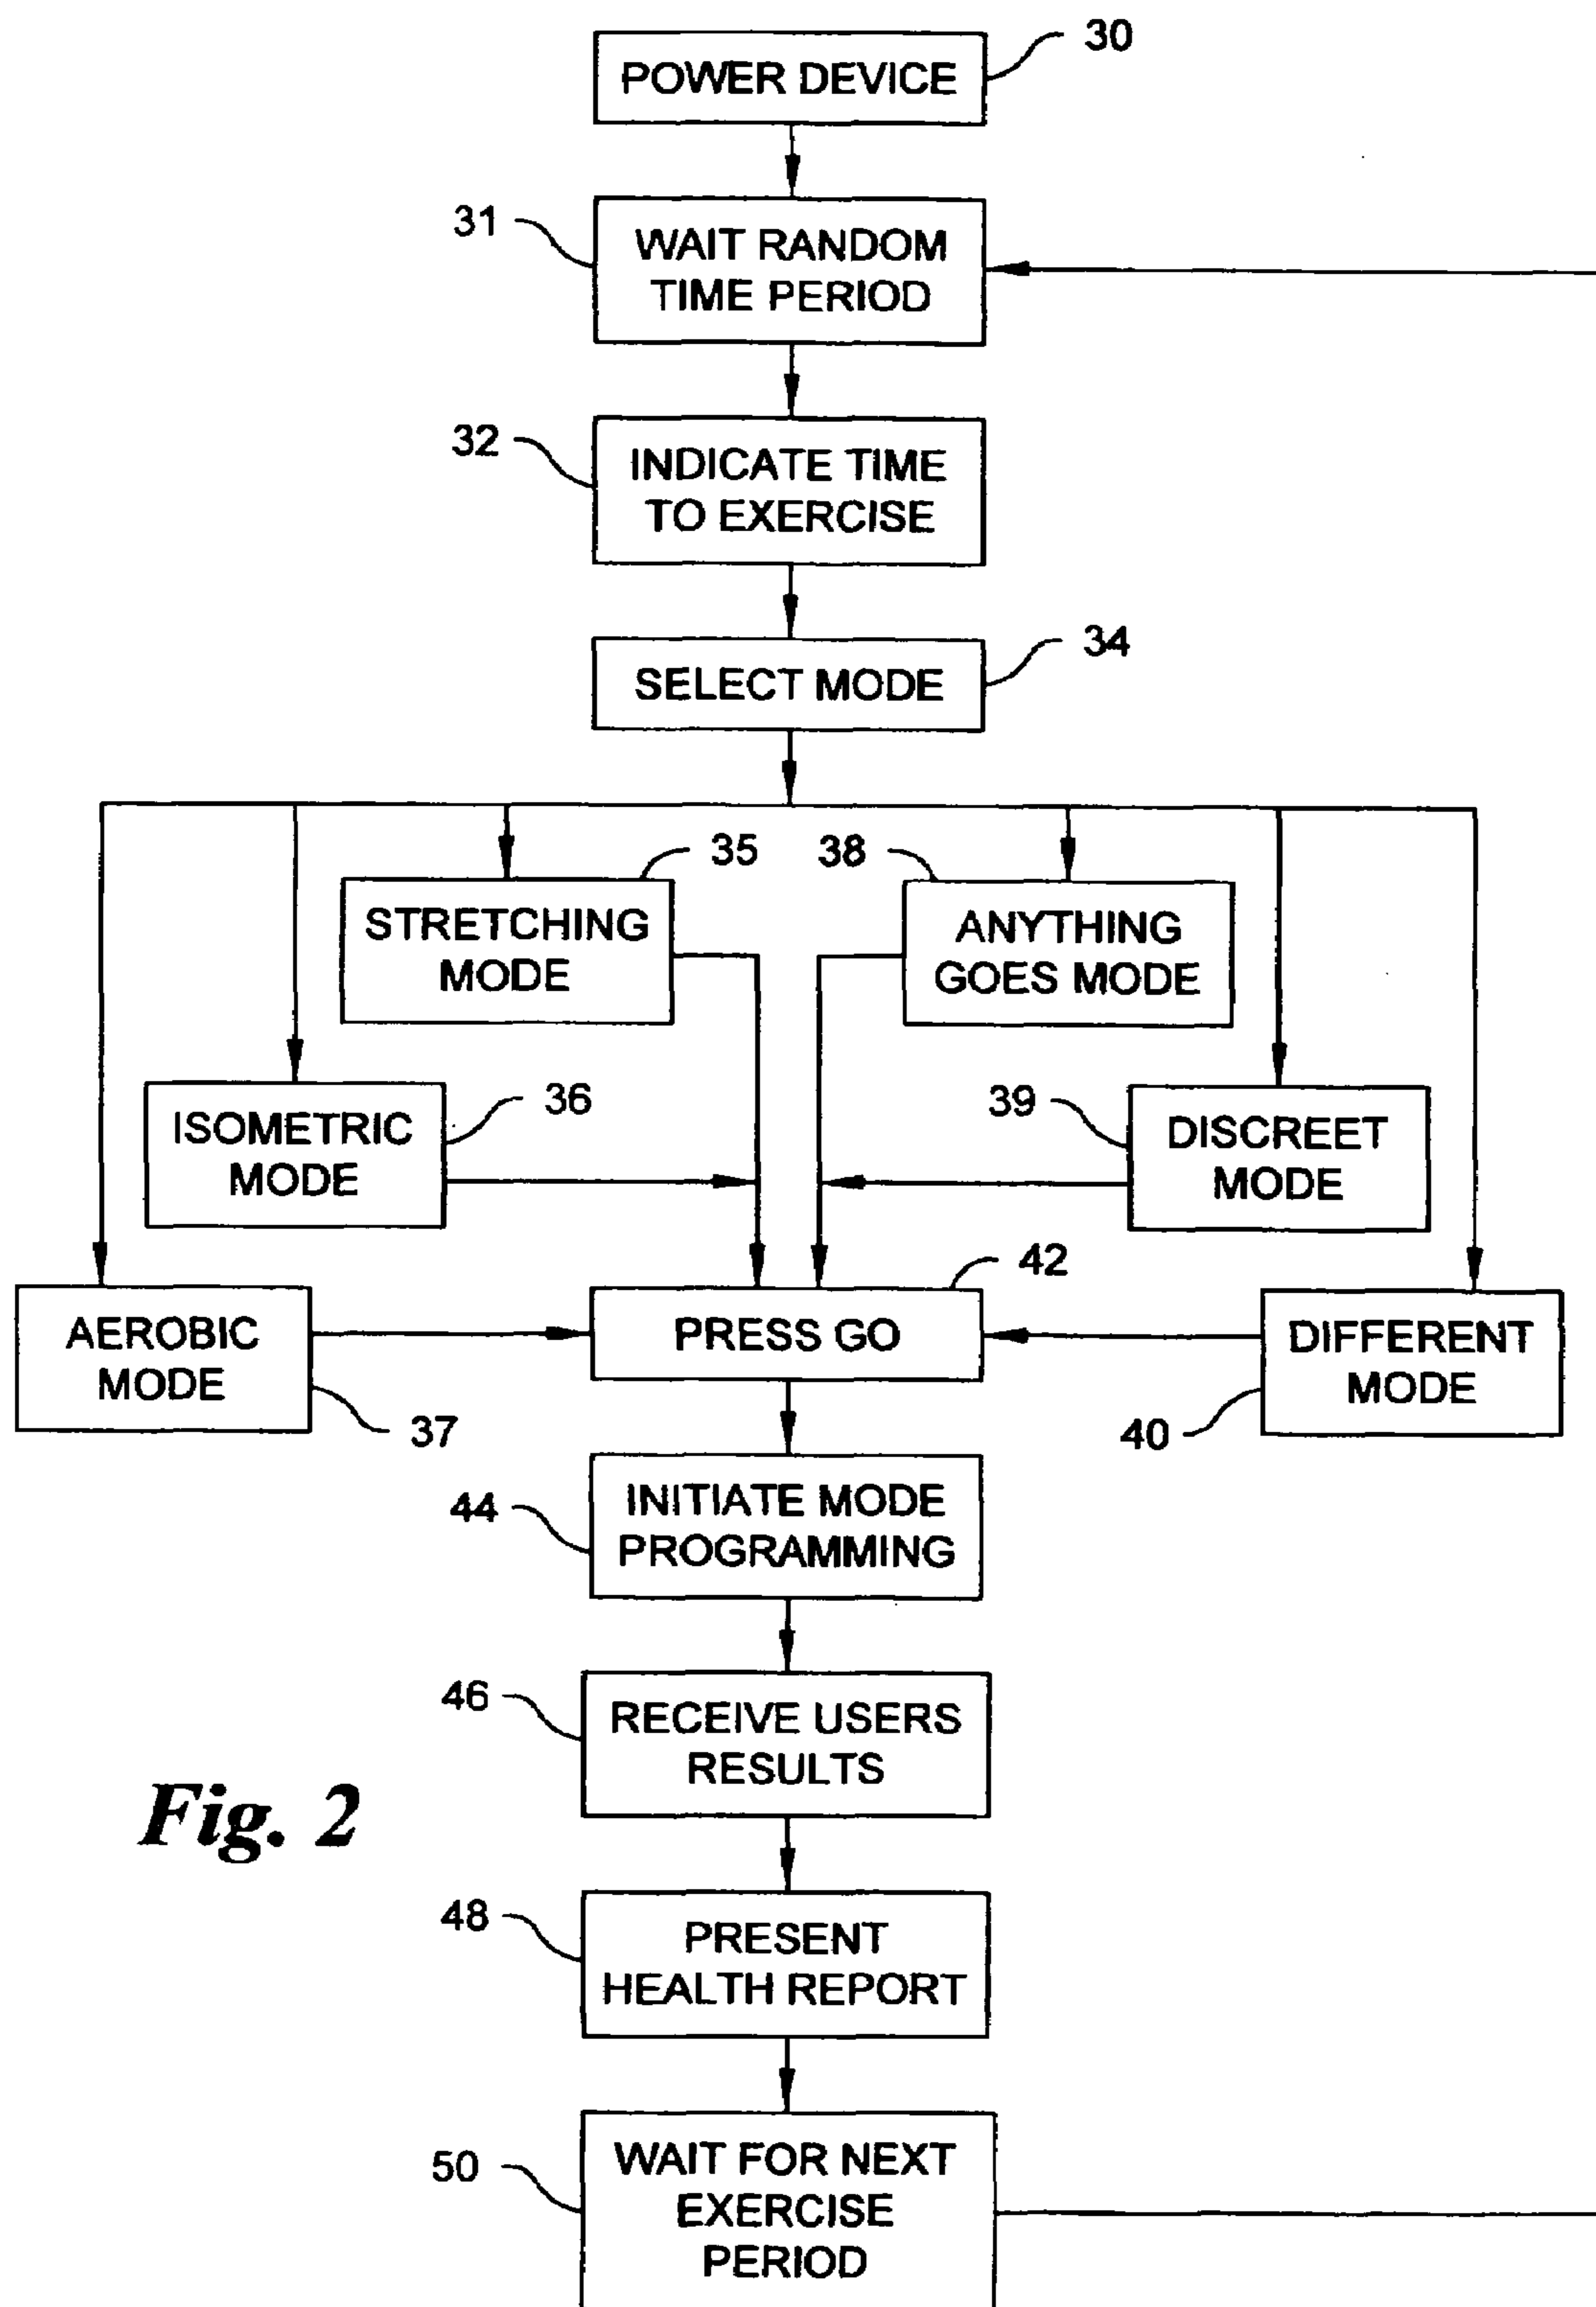 30
POWER DEVICE
31
WAIT RANDOM
TIME PERIOD
32
INDICATE TIME
TO EXERCISE
34
SELECT MODE
35
STRETCHING
MODE
38
ANYTHING
GOES MODE
36
ISOMETRIC
MODE
39
DISCREET
MODE
42
AEROBIC
MODE
37
PRESS GO
DIFFERENT
MODE
40
44
INITIATE MODE
PROGRAMMING
46
RECEIVE USERS
RESULTS
Fig. 2
48
PRESENT
HEALTH REPORT
50
WAIT FOR NEXT
EXERCISE
PERIOD